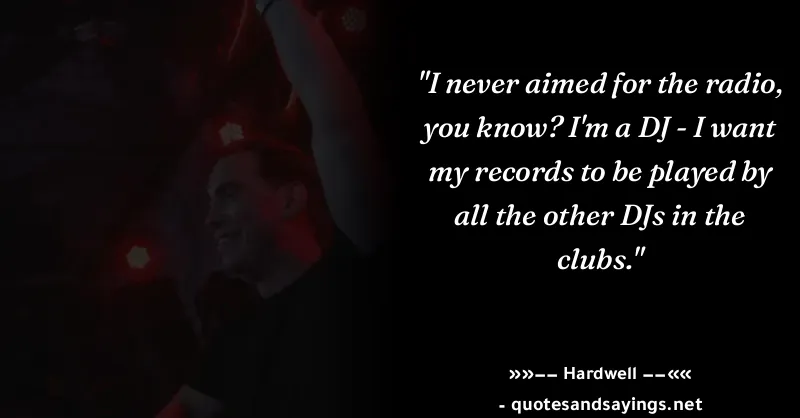 "I never aimed for the radio,
you know? I'm a DJ - I want
my records to be played by
all the other DJs in the
clubs."
»»−− Hardwell −−««
- quotesandsayings.net